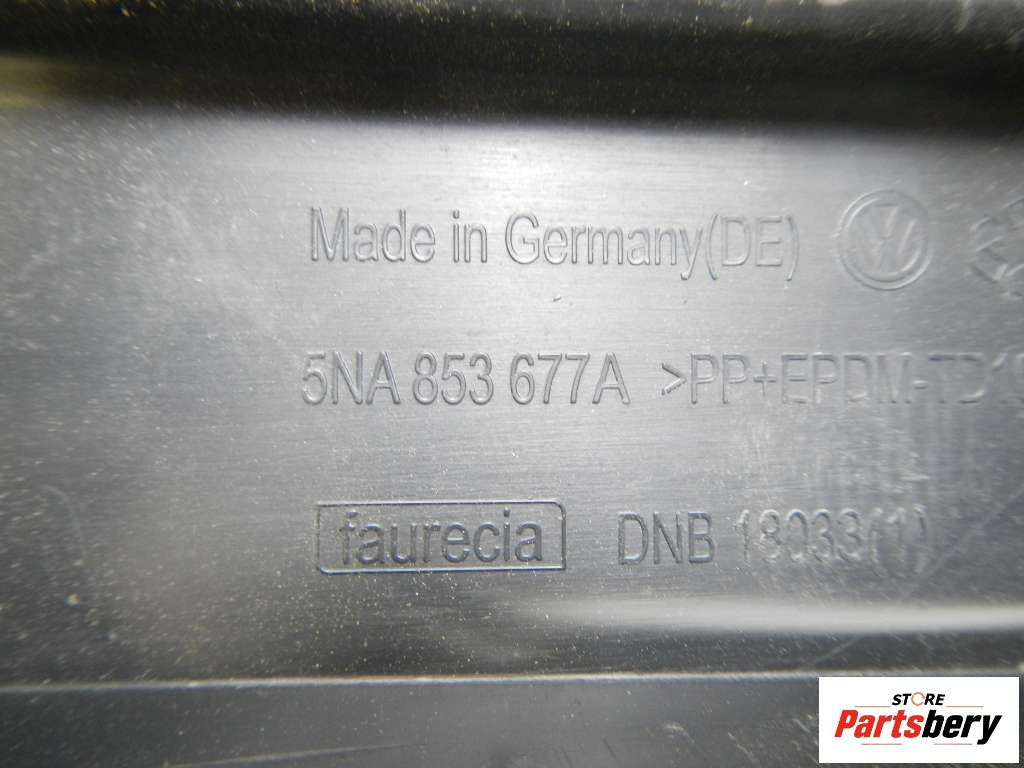 Made in Germany(DE)
5NA 853 677A >PP+EPDM-TD1
faurecia DNB 18033(1)
STORE
Partsbery